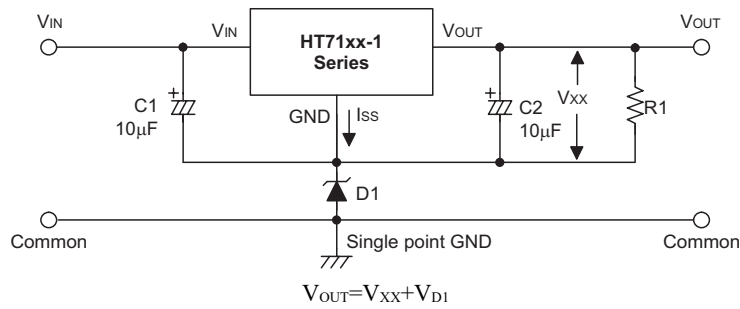 VIN
VIN
HT71xx-1
Series
VOUT
VOUT
C1
10μF
GND
ISS
C2
10μF
VXX
R1
D1
Common
Single point GND
Common
VOUT=VXX+VD1